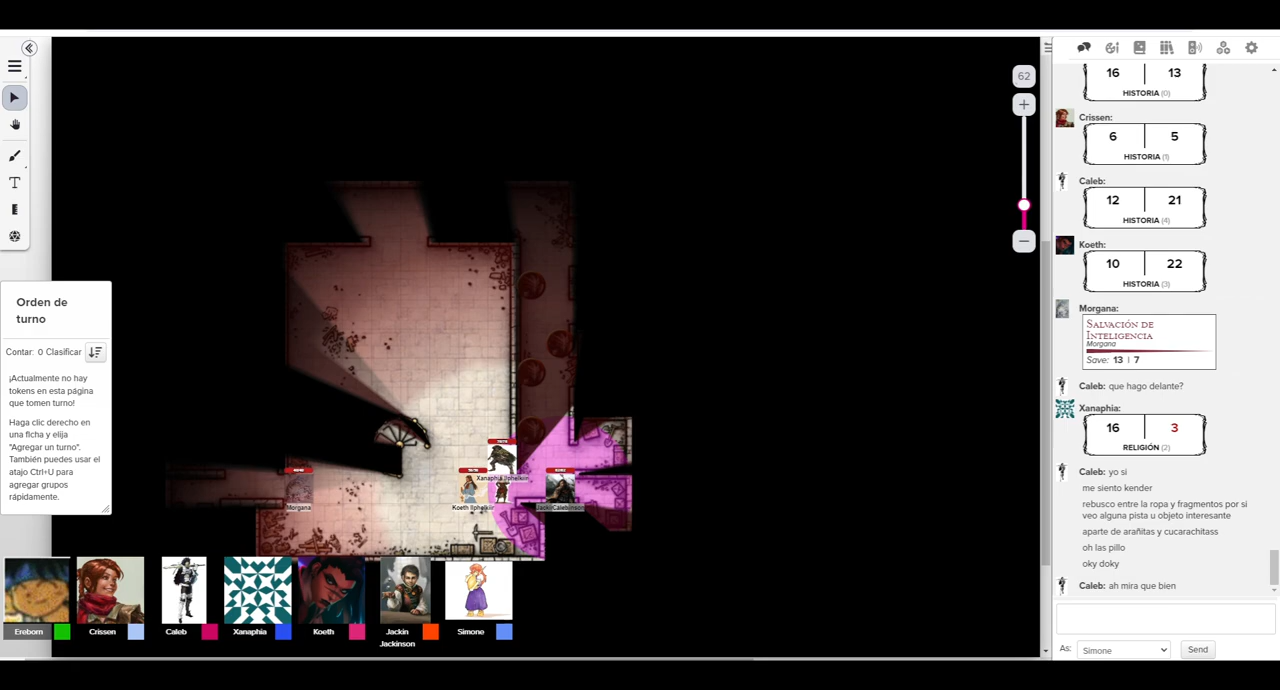 62
Orden de
turno
Contar: 0 Clasificar
¡Actualmente no hay
tokens en esta página
que tomen turno!
Haga clic derecho en
una ficha y elija
"Agregar un turno".
También puedes usar el
atajo Ctrl+U para
agregar grupos
rápidamente.
Morgana
Xanaphia Ilphelkiin
Koeth Ilphelkiir
Ereborn
Crissen
Caleb
Xanaphia
Koeth
Jackin
Jackinson
Simone
16 13
HISTORIA (0)
Crissen:
6 5
HISTORIA (1)
Caleb:
12 21
HISTORIA (4)
Koeth:
10 22
HISTORIA (3)
Morgana:
SALVACIÓN DE
INTELIGENCIA
Morgana
Save: 13 | 7
Caleb: que hago delante?
Xanaphia:
16 3
RELIGIÓN (2)
Caleb: yo si
me siento kender
rebusco entre la ropa y fragmentos por si
veo alguna pista u objeto interesante
aparte de arañitas y cucarachitass
oh las pillo
oky doky
Caleb: ah mira que bien
As: Simone Send